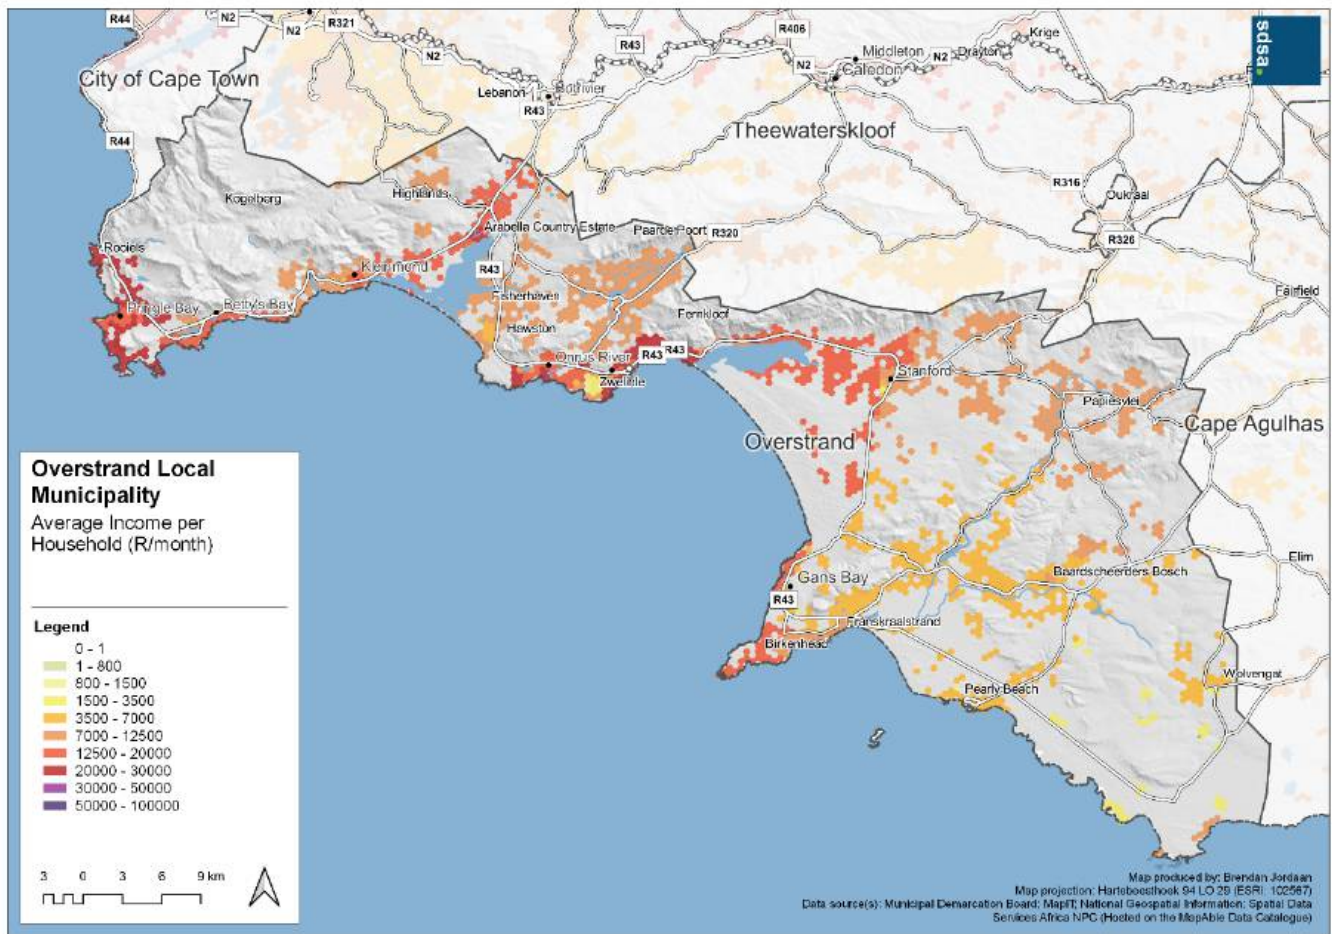 R44
N2
R321
N2
R406
Krige
R43
Middleton
Drayton
N2
N2
N2
Caledon
City of Cape Town
Lebanon
Botrivier
R43
sdsa
Theewaterskloof
R44
R316
Oukraal
Highlands
Kogelberg
Arabella Country Estate
Paarde Poort
R320
R326
Rooiels
Kleinmond
R43
Fairfield
Fisherhaven
Pringle Bay
Betty's Bay
Fernkloof
Hawston
Onrus River
R43
R43
Zwelihle
Stanford
Papiesvlei
Cape Agulhas
Overstrand
Overstrand Local
Municipality
Average Income per
Household (R/month)
Elim
Gans Bay
Baardscheerders Bosch
R43
Franskraalstrand
Birkenhead
Wolvengat
Pearly Beach
Legend
0 - 1
1 - 800
800 - 1500
1500 - 3500
3500 - 7000
7000 - 12500
12500 - 20000
20000 - 30000
30000 - 50000
50000 - 100000
3 0 3 6 9 km
Map produced by: Brendan Jordaan
Map projection: Hartebeesthoek 94 LO 29 (ESRI: 102567)
Data source(s): Municipal Demarcation Board; MapIT; National Geospatial Information; Spatial Data
Services Africa NPC (Hosted on the MapAble Data Catalogue)